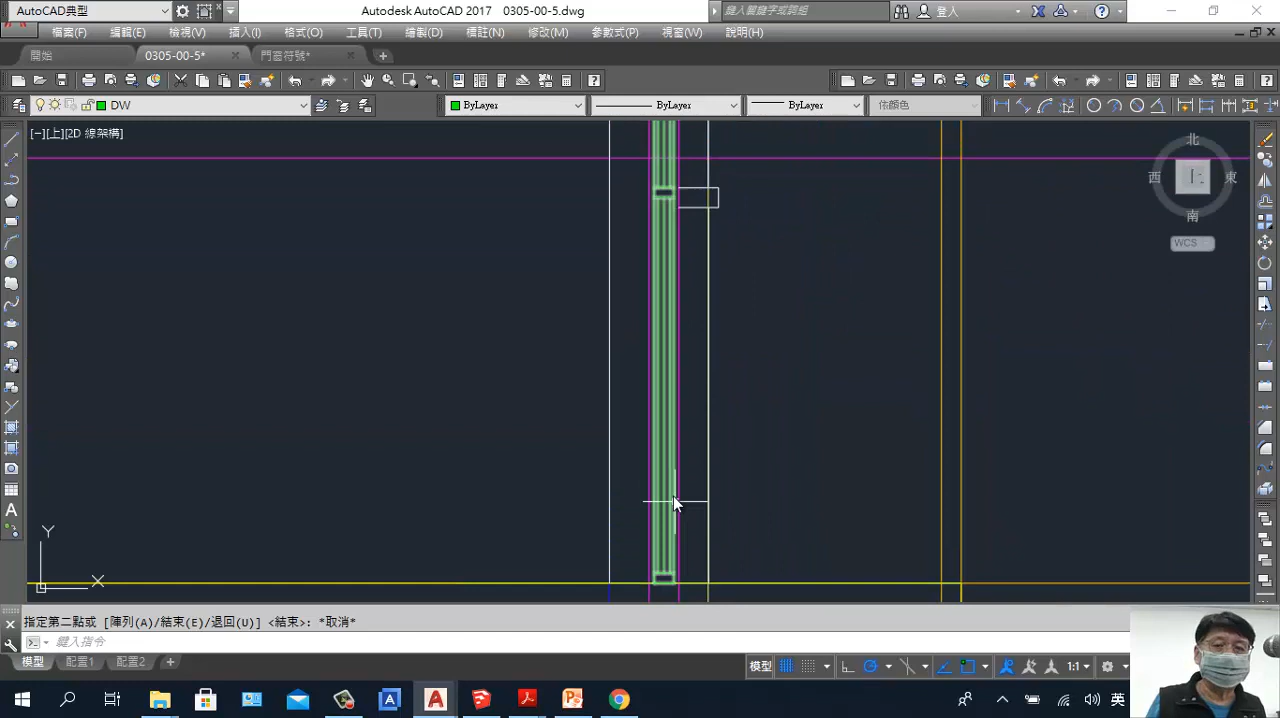 AutoCAD典型
Autodesk AutoCAD 2017 0305-00-5.dwg
鍵入關鍵字或詞組
登入
檔案(F) 編輯(E) 檢視(V) 插入(I) 格式(O) 工具(T) 繪製(D) 標註(N) 修改(M) 參數式(P) 視窗(W) 說明(H)
開始 0305-00-5* 門窗符號*
DW
ByLayer
ByLayer
ByLayer
依顏色
[−][上][2D 線架構]
北
西 上 東
南
WCS
Y
X
指定第二點或 [陣列(A)/結束(E)/退回(U)] <結束>: *取消*
鍵入指令
模型 配置1 配置2
模型
1:1
英